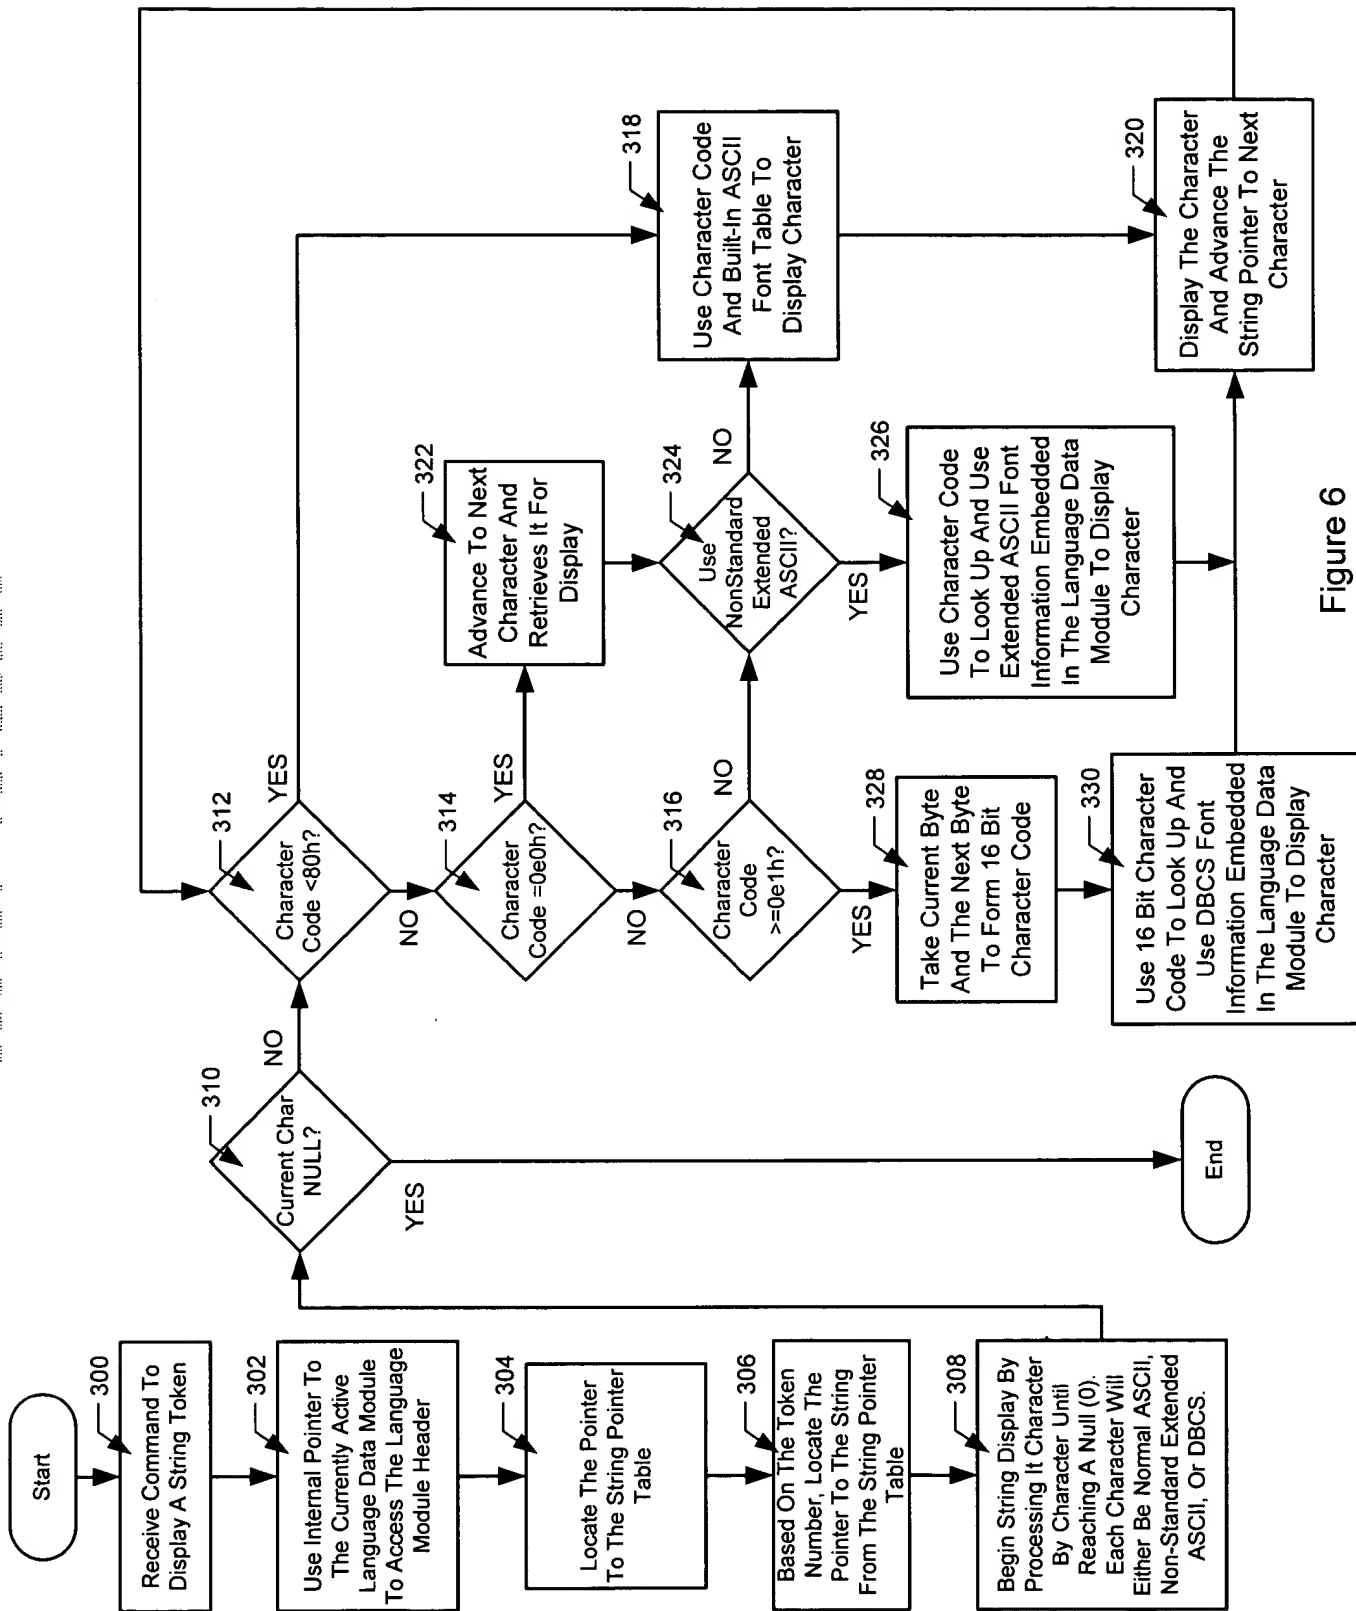 Start
300
Receive Command To
Display A String Token
302
Use Internal Pointer To
The Currently Active
Language Data Module
To Access The Language
Module Header
304
Locate The Pointer
To The String Pointer
Table
306
Based On The Token
Number, Locate The
Pointer To The String
From The String Pointer
Table
308
Begin String Display By
Processing It Character
By Character Until
Reaching A Null (0).
Each Character Will
Either Be Normal ASCII,
Non-Standard Extended
ASCII, Or DBCS.
310
Current Char
NULL?
NO
YES
End
312
Character
Code <80h?
YES
NO
314
Character
Code =0e0h?
YES
NO
316
Character
Code
>=0e1h?
NO
YES
318
Use Character Code
And Built-In ASCII
Font Table To
Display Character
320
Display The Character
And Advance The
String Pointer To Next
Character
322
Advance To Next
Character And
Retrieves It For
Display
324
Use
NonStandard
Extended
ASCII?
NO
YES
326
Use Character Code
To Look Up And Use
Extended ASCII Font
Information Embedded
In The Language Data
Module To Display
Character
328
Take Current Byte
And The Next Byte
To Form 16 Bit
Character Code
330
Use 16 Bit Character
Code To Look Up And
Use DBCS Font
Information Embedded
In The Language Data
Module To Display
Character
Figure 6